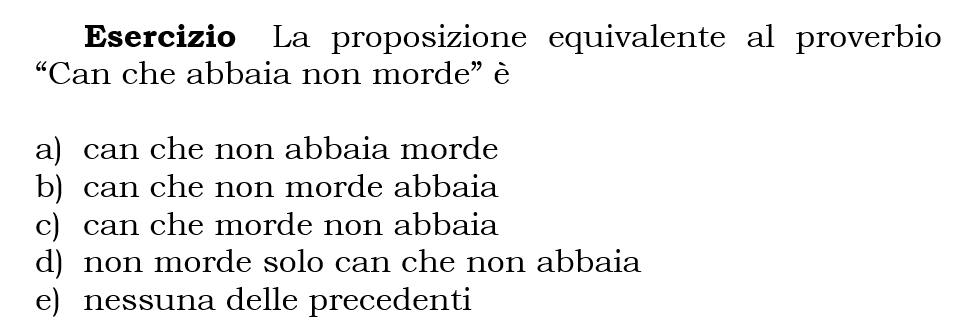 Esercizio La proposizione equivalente al proverbio
“Can che abbaia non morde” è
a) can che non abbaia morde
b) can che non morde abbaia
c) can che morde non abbaia
d) non morde solo can che non abbaia
e) nessuna delle precedenti